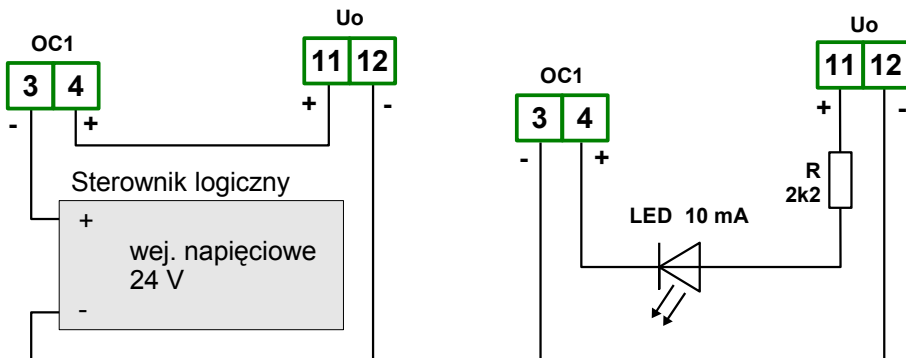 OC1
3 4
- +
Uo
11 12
+ -
Sterownik logiczny
+
wej. napięciowe
24 V
-
OC1
3 4
- +
Uo
11 12
+ -
R
2k2
LED 10 mA